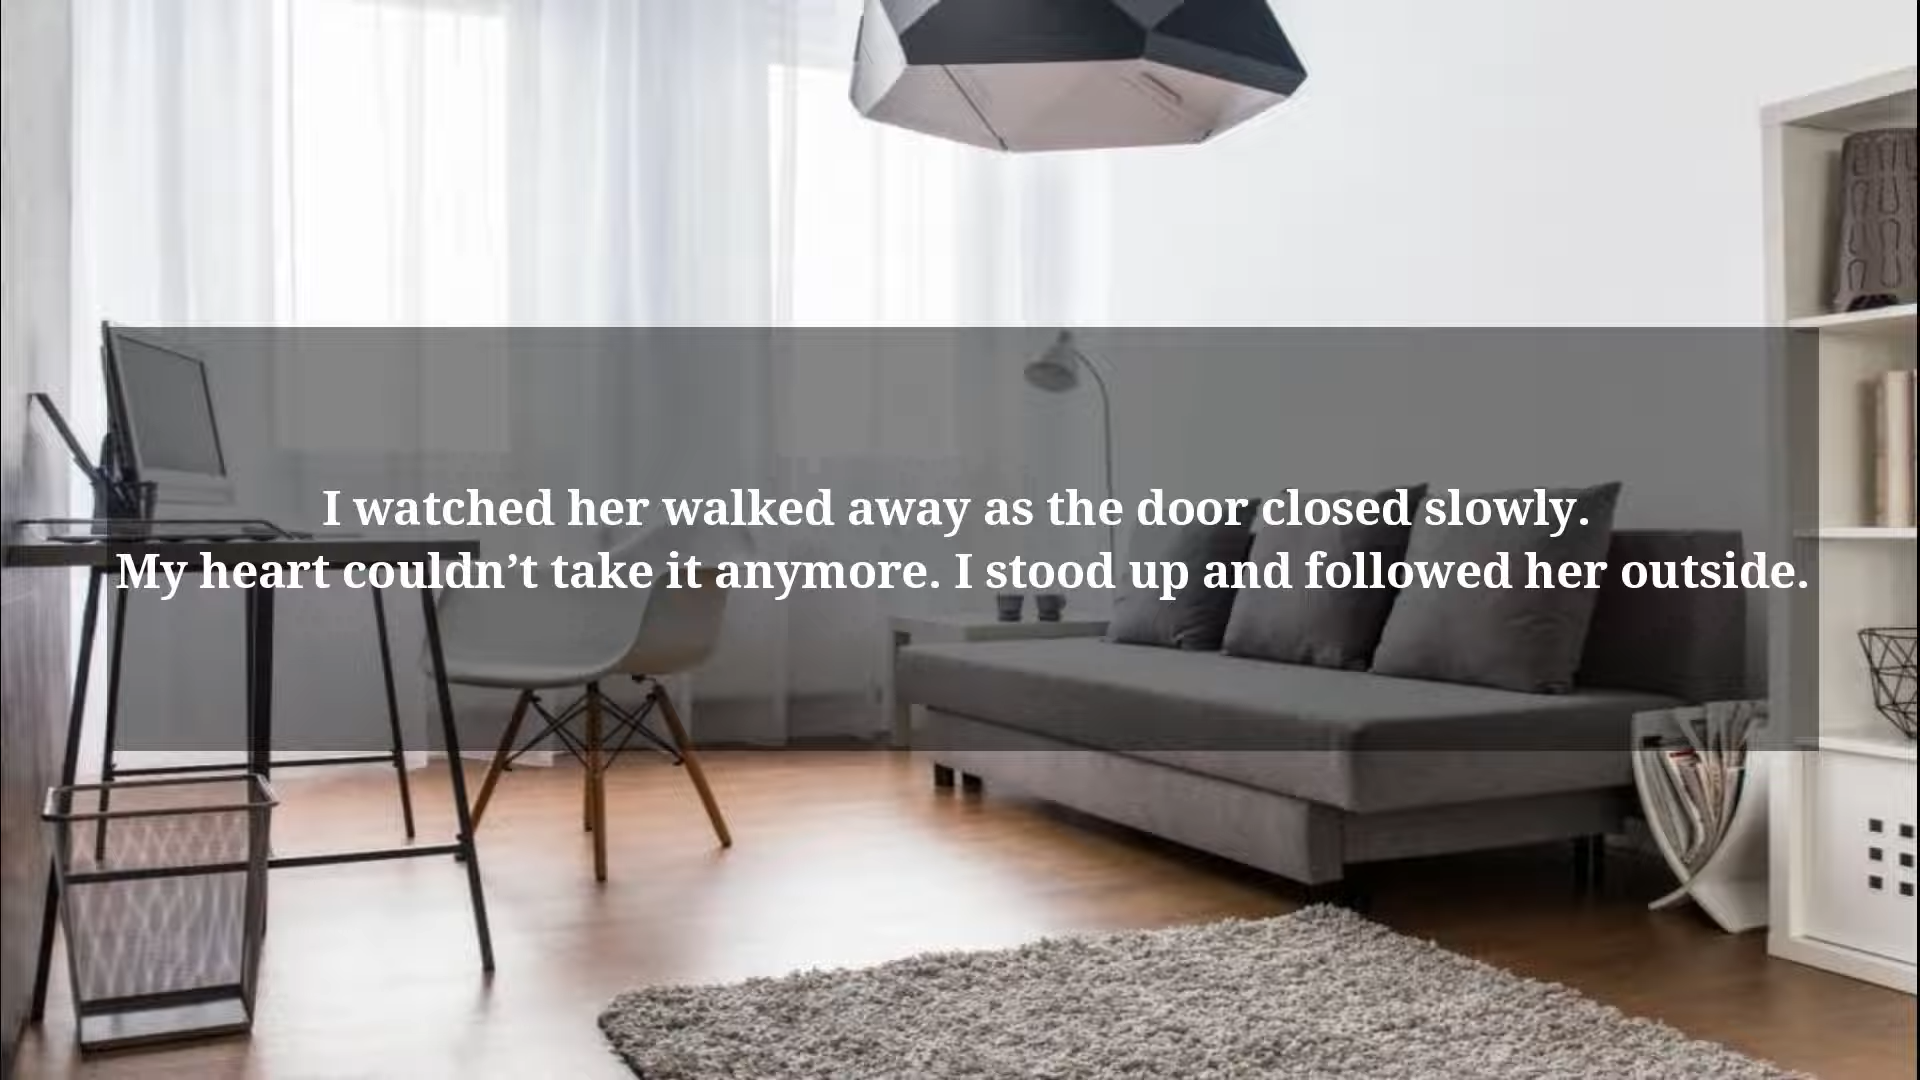 I watched her walked away as the door closed slowly.
My heart couldn’t take it anymore. I stood up and followed her outside.